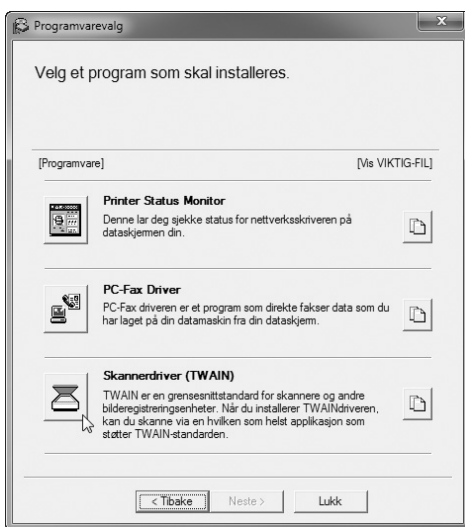 Programvarevalg
Velg et program som skal installeres.
[Programvare] [Vis VIKTIG-FIL]
Printer Status Monitor
Denne lar deg sjekke status for nettverksskriveren på
dataskjermen din.
PC-Fax Driver
PC-Fax driveren er et program som direkte fakser data som du
har laget på din datamaskin fra din dataskjerm.
Skannerdriver (TWAIN)
TWAIN er en grensesnittstandard for skannere og andre
bilderegistreringsenheter. Når du installerer TWAINdriveren,
kan du skanne via en hvilken som helst applikasjon som
støtter TWAIN-standarden.
< Tibake Neste > Lukk